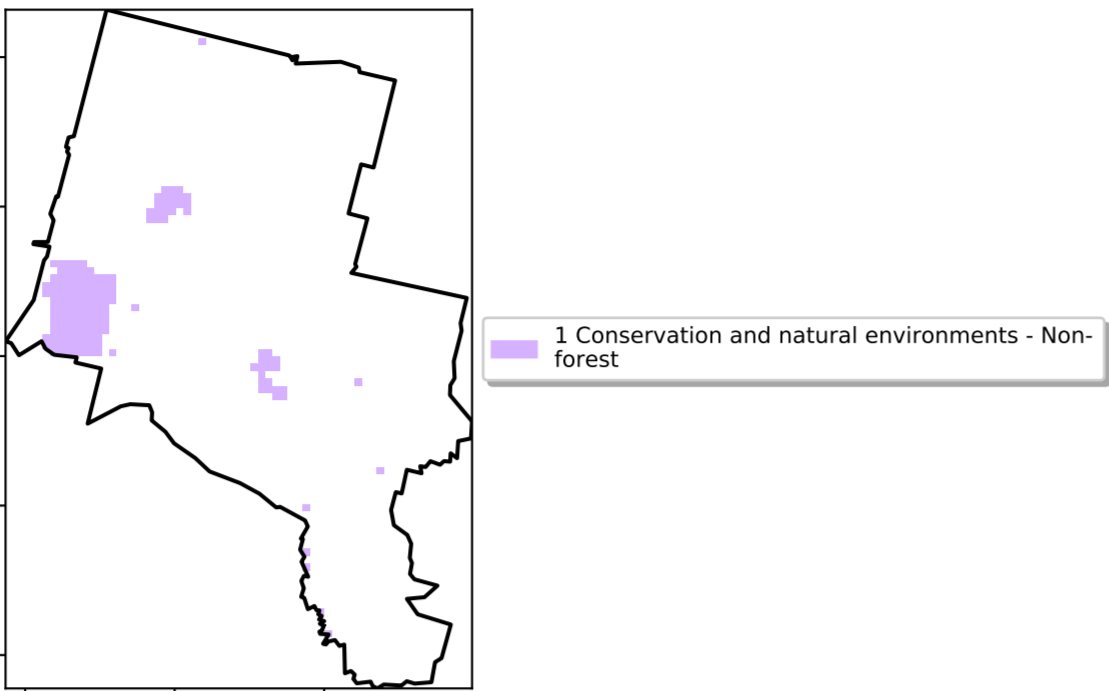 1 Conservation and natural environments - Non-
forest